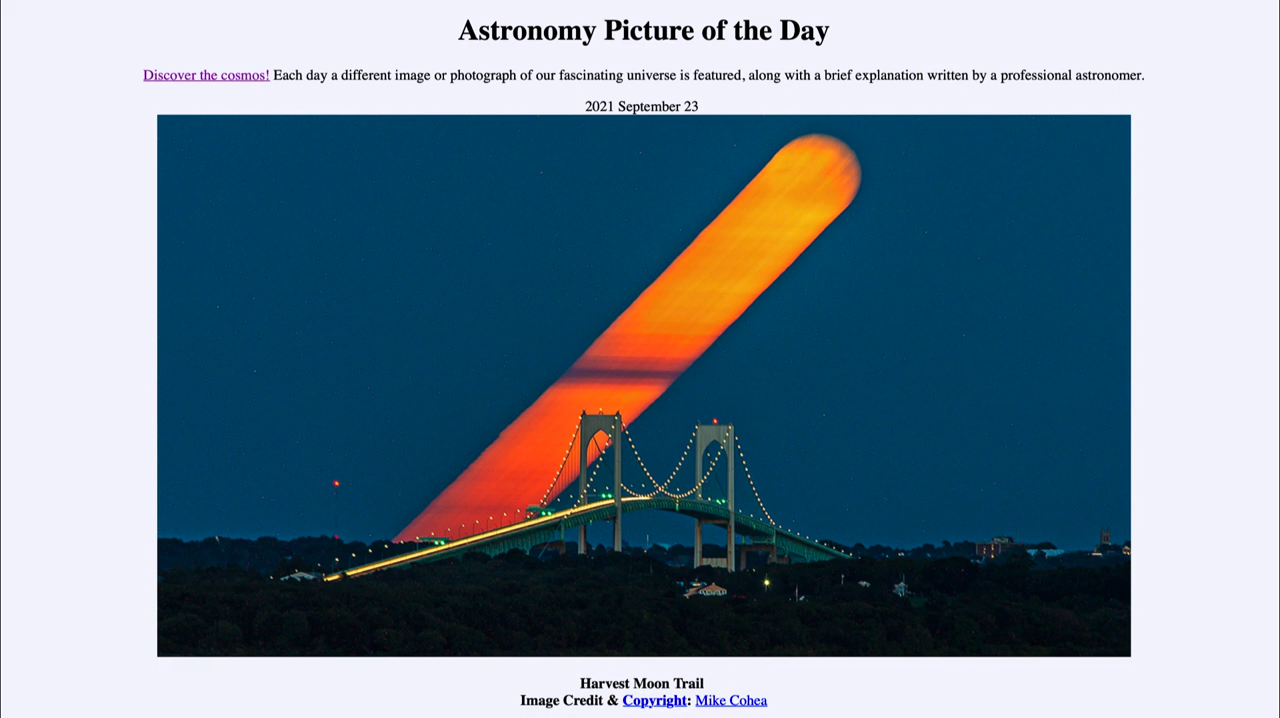 Astronomy Picture of the Day
Discover the cosmos! Each day a different image or photograph of our fascinating universe is featured, along with a brief explanation written by a professional astronomer.
2021 September 23
Harvest Moon Trail
Image Credit & Copyright: Mike Cohea